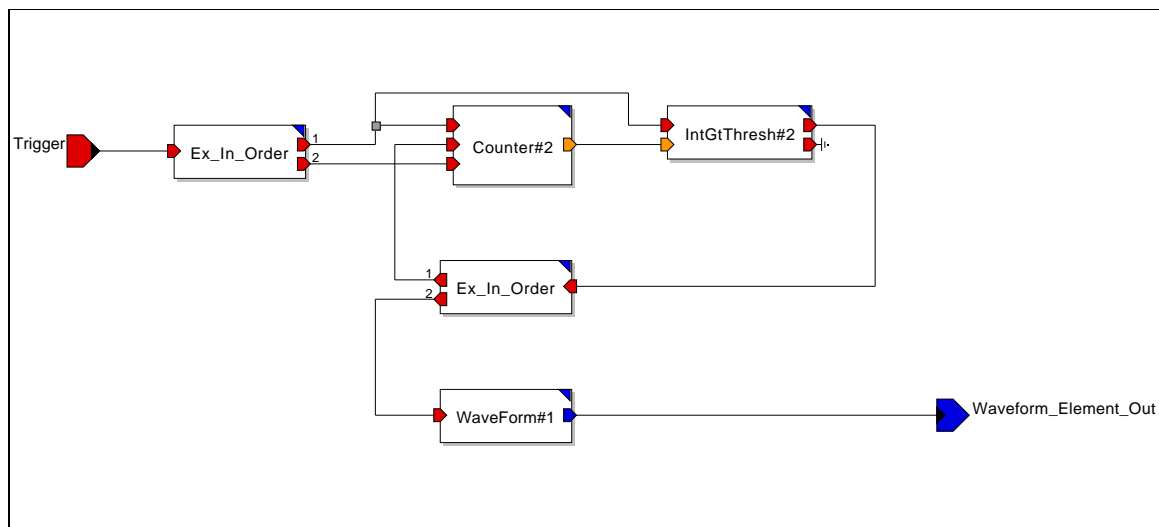 Trigger
Ex_In_Order
1
2
Counter#2
IntGtThresh#2
1
2
Ex_In_Order
WaveForm#1
Waveform_Element_Out